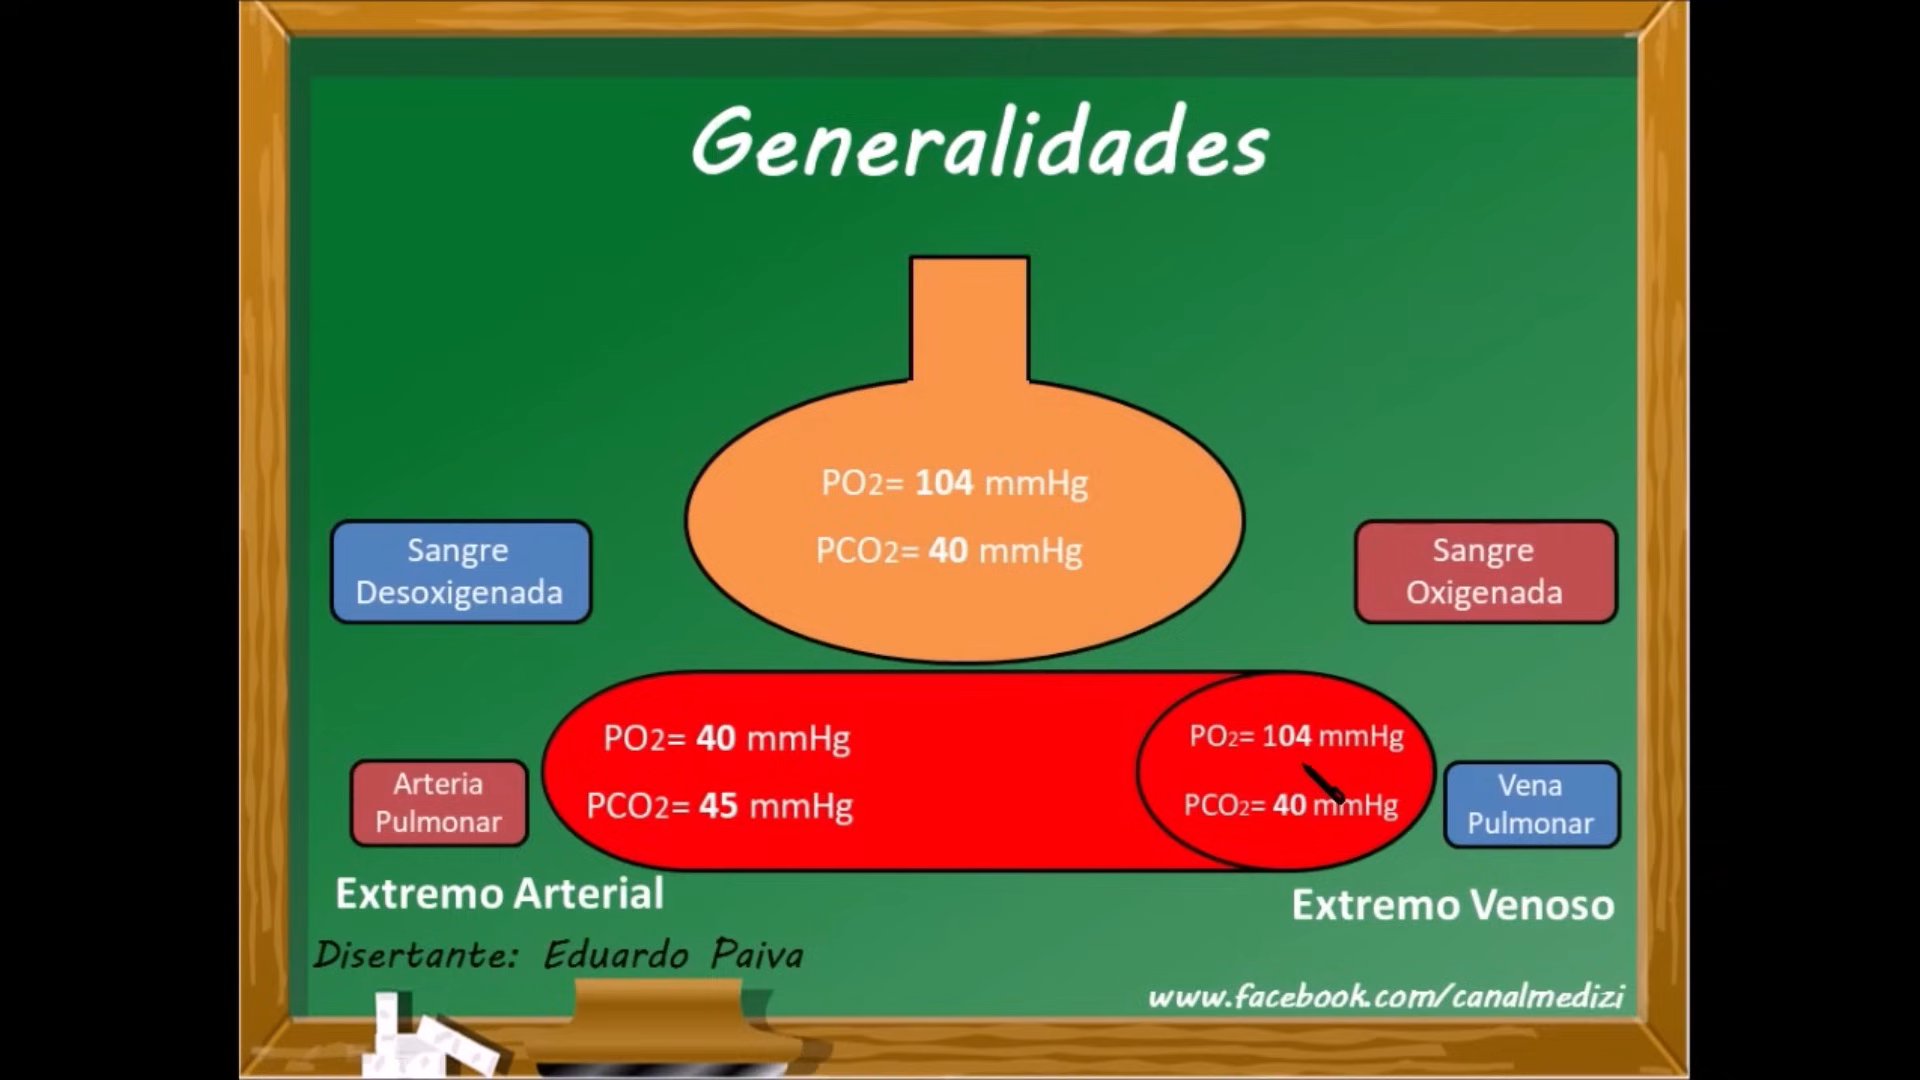 Generalidades
PO2= 104 mmHg
PCO2= 40 mmHg
Sangre
Desoxigenada
Sangre
Oxigenada
PO2= 40 mmHg
PCO2= 45 mmHg
PO2= 104 mmHg
PCO2= 40 mmHg
Arteria
Pulmonar
Vena
Pulmonar
Extremo Arterial
Extremo Venoso
Disertante: Eduardo Paiva
www.facebook.com/canalmedizi